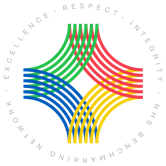 EXCELLENCE · RESPECT · INTEGRITY · NHS BENCHMARKING NETWORK ·